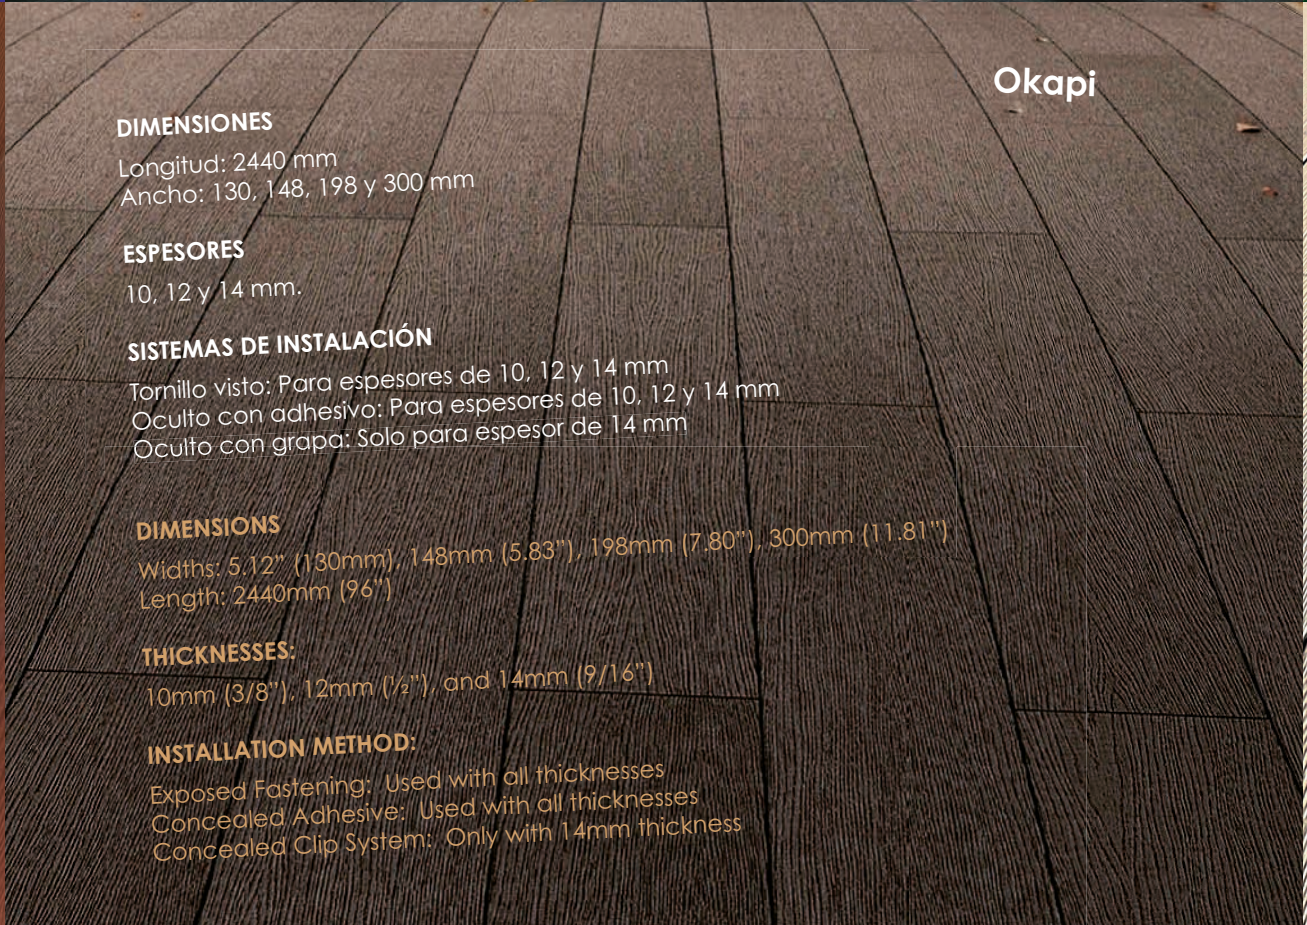 Okapi
DIMENSIONES
Longitud: 2440 mm
Ancho: 130, 148, 198 y 300 mm
ESPESORES
10, 12 y 14 mm.
SISTEMAS DE INSTALACIÓN
Tornillo visto: Para espesores de 10, 12 y 14 mm
Oculto con adhesivo: Para espesores de 10, 12 y 14 mm
Oculto con grapa: Solo para espesor de 14 mm
DIMENSIONS
Widths: 5.12” (130mm), 148mm (5.83”), 198mm (7.80”), 300mm (11.81”)
Length: 2440mm (96”)
THICKNESSES:
10mm (3/8”), 12mm (½”), and 14mm (9/16”)
INSTALLATION METHOD:
Exposed Fastening:  Used with all thicknesses
Concealed Adhesive:  Used with all thicknesses
Concealed Clip System:  Only with 14mm thickness